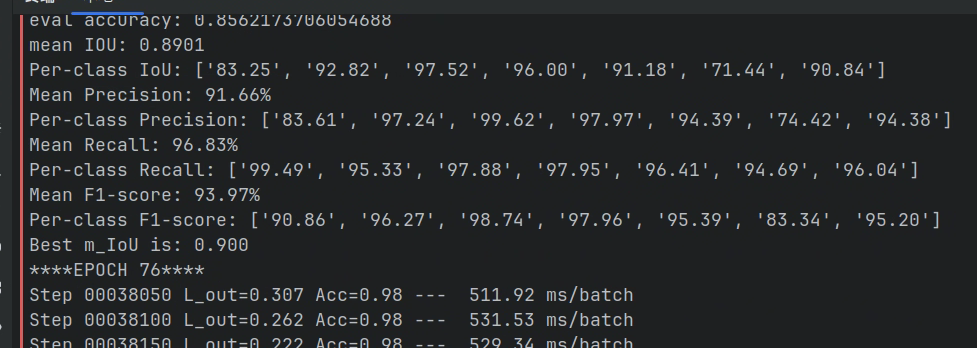 eval accuracy: 0.8562173706054688
mean IOU: 0.8901
Per-class IoU: ['83.25', '92.82', '97.52', '96.00', '91.18', '71.44', '90.84']
Mean Precision: 91.66%
Per-class Precision: ['83.61', '97.24', '99.62', '97.97', '94.39', '74.42', '94.38']
Mean Recall: 96.83%
Per-class Recall: ['99.49', '95.33', '97.88', '97.95', '96.41', '94.69', '96.04']
Mean F1-score: 93.97%
Per-class F1-score: ['90.86', '96.27', '98.74', '97.96', '95.39', '83.34', '95.20']
Best m_IoU is: 0.900
****EPOCH 76****
Step 00038050 L_out=0.307 Acc=0.98 ---  511.92 ms/batch
Step 00038100 L_out=0.262 Acc=0.98 ---  531.53 ms/batch
Step 00038150 L_out=0.222 Acc=0.98 ---  529.34 ms/batch